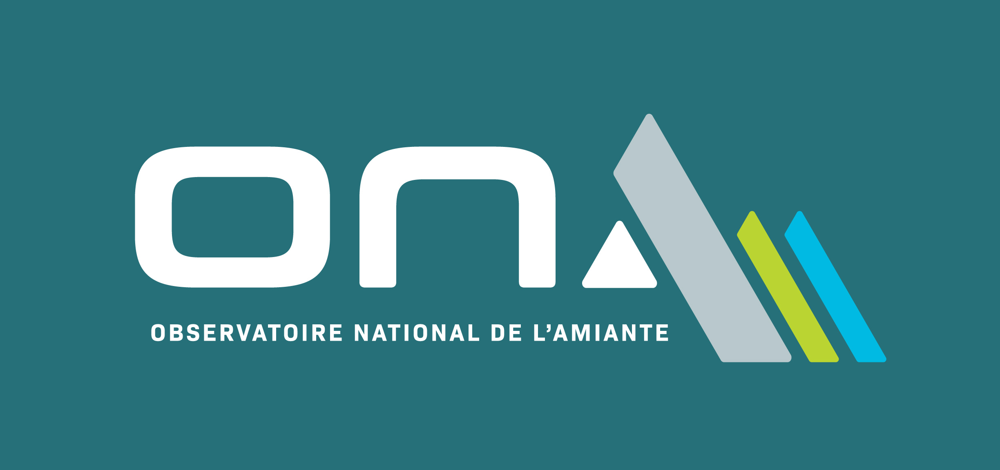 ONA
OBSERVATOIRE NATIONAL DE L’AMIANTE